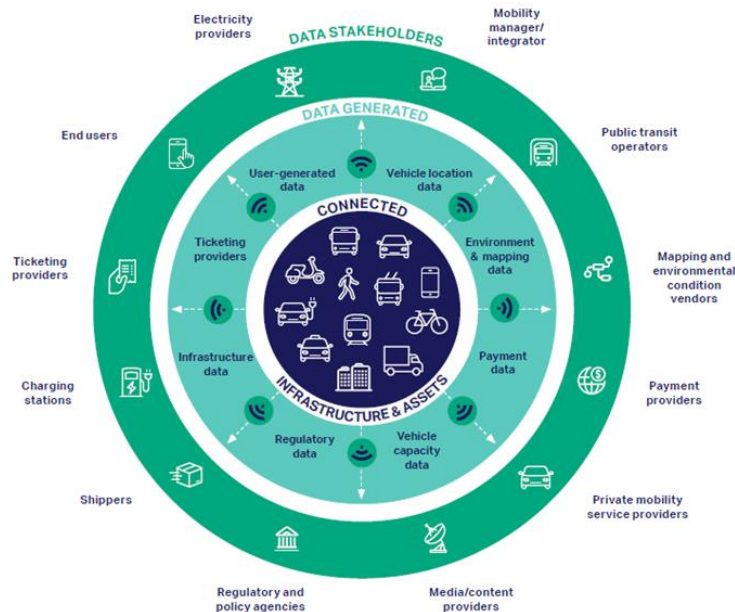 Electricity
providers
DATA STAKEHOLDERS
Mobility
manager/
integrator
DATA GENERATED
End users
Public transit
operators
User-generated
data
Vehicle location
data
CONNECTED
Ticketing
providers
Ticketing
providers
Environment
& mapping
data
Mapping and
environmental
condition
vendors
Infrastructure
data
Payment
data
INFRASTRUCTURE & ASSETS
Charging
stations
Payment
providers
Regulatory
data
Vehicle
capacity
data
Shippers
Private mobility
service providers
Regulatory and
policy agencies
Media/content
providers